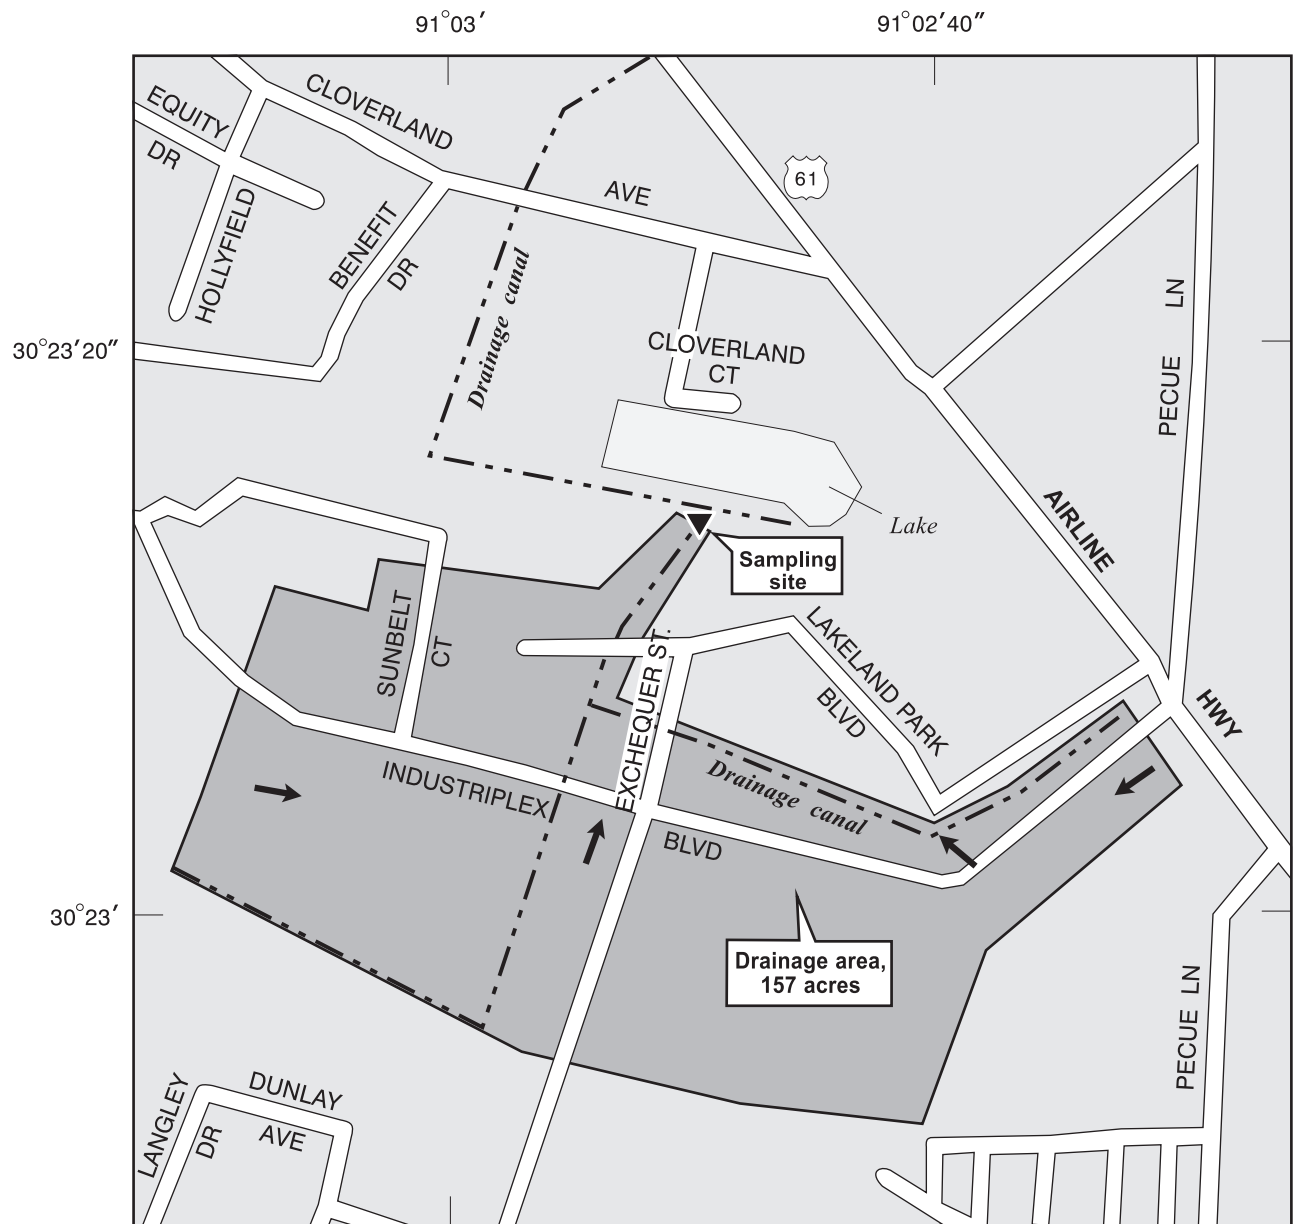 91°03′
91°02′40″
CLOVERLAND
AVE
EQUITY
DR
61
HOLLYFIELD
BENEFIT
DR
Drainage canal
PECUE LN
30°23′20″
CLOVERLAND
CT
Lake
AIRLINE
HWY
Sampling
site
SUNBELT
CT
EXCHEQUER ST.
LAKELAND PARK
BLVD
INDUSTRIPLEX
BLVD
Drainage canal
30°23′
Drainage area,
157 acres
PECUE LN
LANGLEY
DR
DUNLAY
AVE